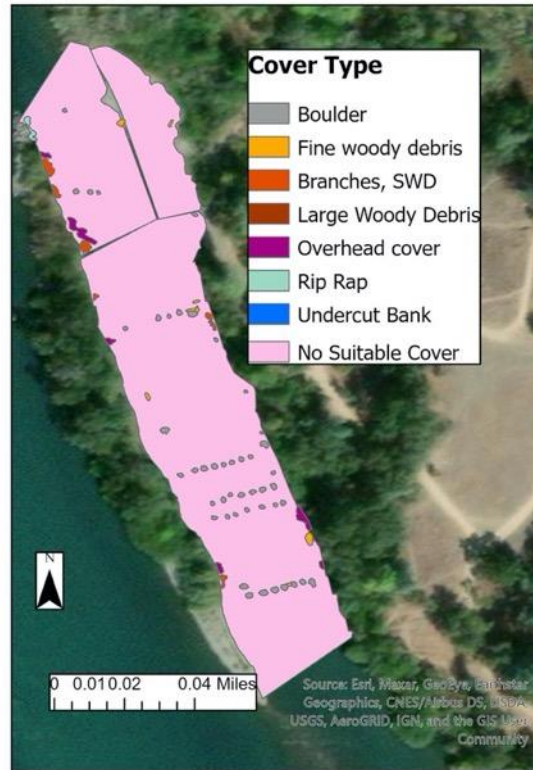 Cover Type
Boulder
Fine woody debris
Branches, SWD
Large Woody Debris
Overhead cover
Rip Rap
Undercut Bank
No Suitable Cover
N
0 0.010.02 0.04 Miles
Source: Esri, Maxar, GeoEye, Earthstar
Geographics, CNES/Airbus DS, USDA,
USGS, AeroGRID, IGN, and the GIS User
Community